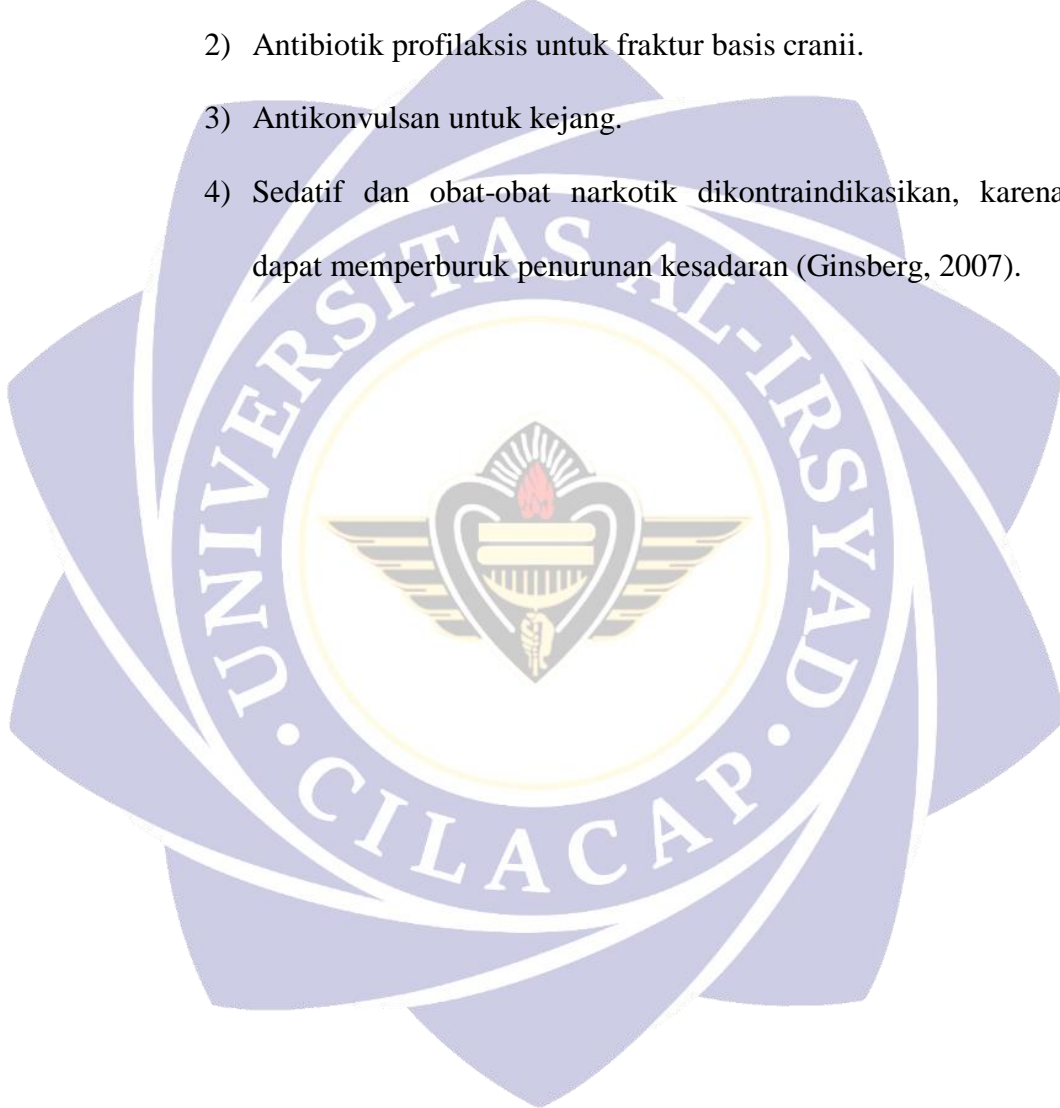 2) Antibiotik profilaksis untuk fraktur basis cranii.
3) Antikonvulsan untuk kejang.
4) Sedatif dan obat-obat narkotik dikontraindikasikan, karena
dapat memperburuk penurunan kesadaran (Ginsberg, 2007).
UNIVERSITAS AL-IRSYAD
CILACAP